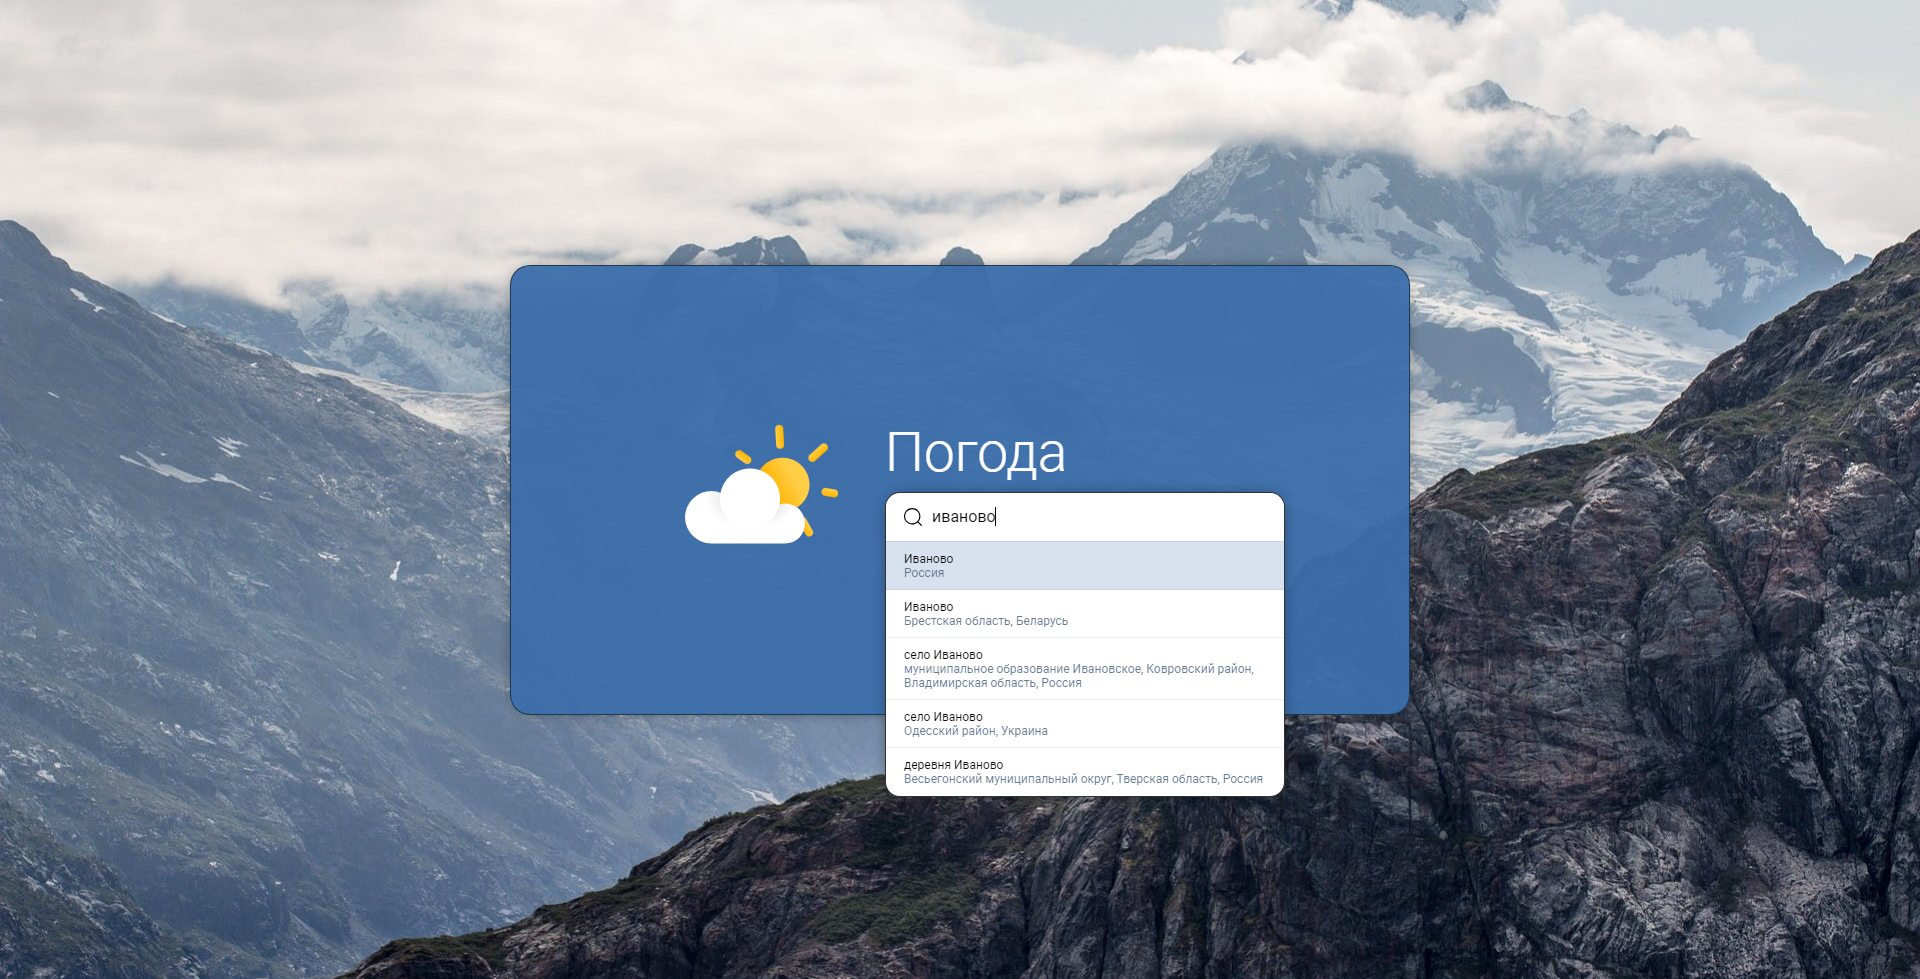 Погода
иваново
Иваново
Россия
Иваново
Брестская область, Беларусь
село Иваново
муниципальное образование Ивановское, Ковровский район,
Владимирская область, Россия
село Иваново
Одесский район, Украина
деревня Иваново
Весьегонский муниципальный округ, Тверская область, Россия